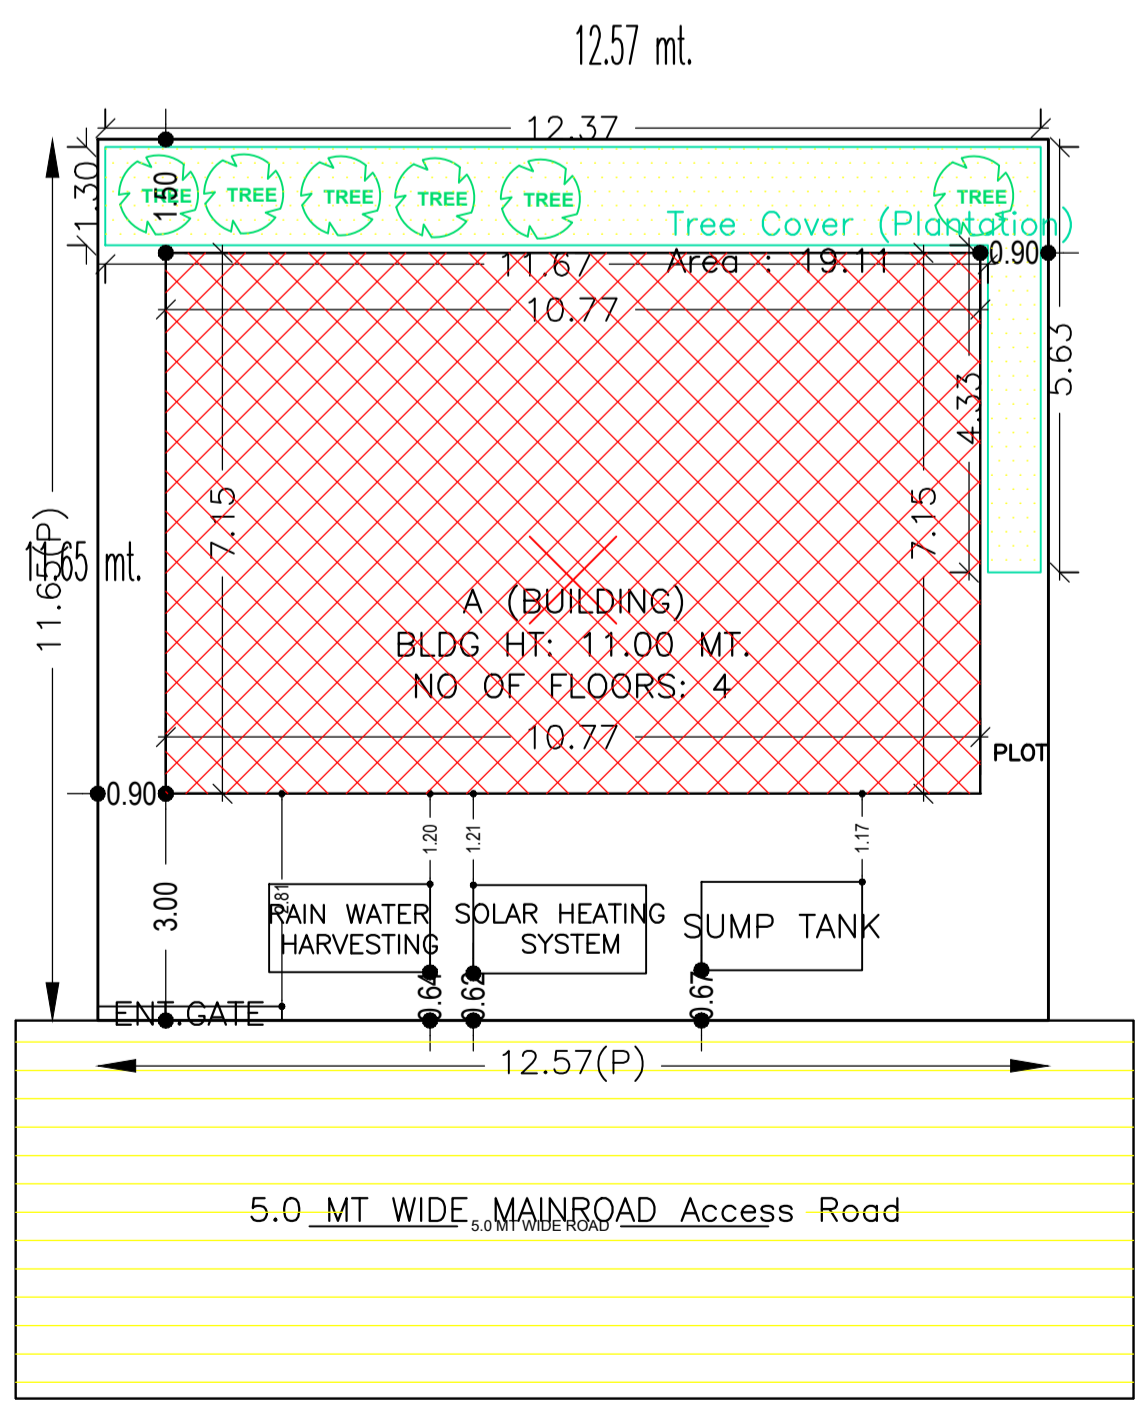 12.57 mt.
12.37
1.30
TREE
TREE
TREE
TREE
TREE
TREE
1.50
Tree Cover (Plantation)
Area : 19.11
0.90
11.67
10.77
5.63
4.33
7.15
7.15
11.65(P)
11.65 mt.
A (BUILDING)
BLDG HT: 11.00 MT.
NO OF FLOORS: 4
10.77
PLOT
0.90
1.20
1.21
1.17
3.00
2.81
RAIN WATER
HARVESTING
SOLAR HEATING
SYSTEM
SUMP TANK
0.64
0.62
0.67
ENT.GATE
12.57(P)
5.0 MT WIDE MAINROAD Access Road
5.0 MT WIDE ROAD